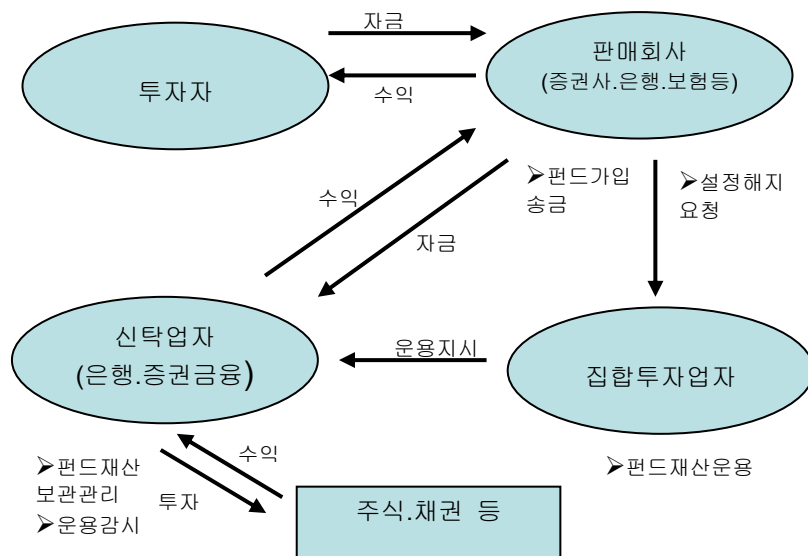 자금
판매회사
(증권사.은행.보험등)
투자자
수익
➢펀드가입
송금
➢설정해지
요청
수익
자금
신탁업자
(은행.증권금융)
운용지시
집합투자업자
➢펀드재산
보관관리
➢운용감시
수익
투자
➢펀드재산운용
주식.채권 등